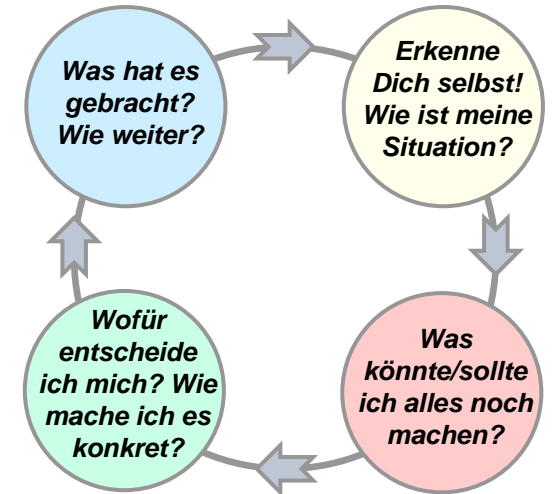 Was hat es
gebracht?
Wie weiter?
Erkenne
Dich selbst!
Wie ist meine
Situation?
Was
könnte/sollte
ich alles noch
machen?
Wofür
entscheide
ich mich? Wie
mache ich es
konkret?